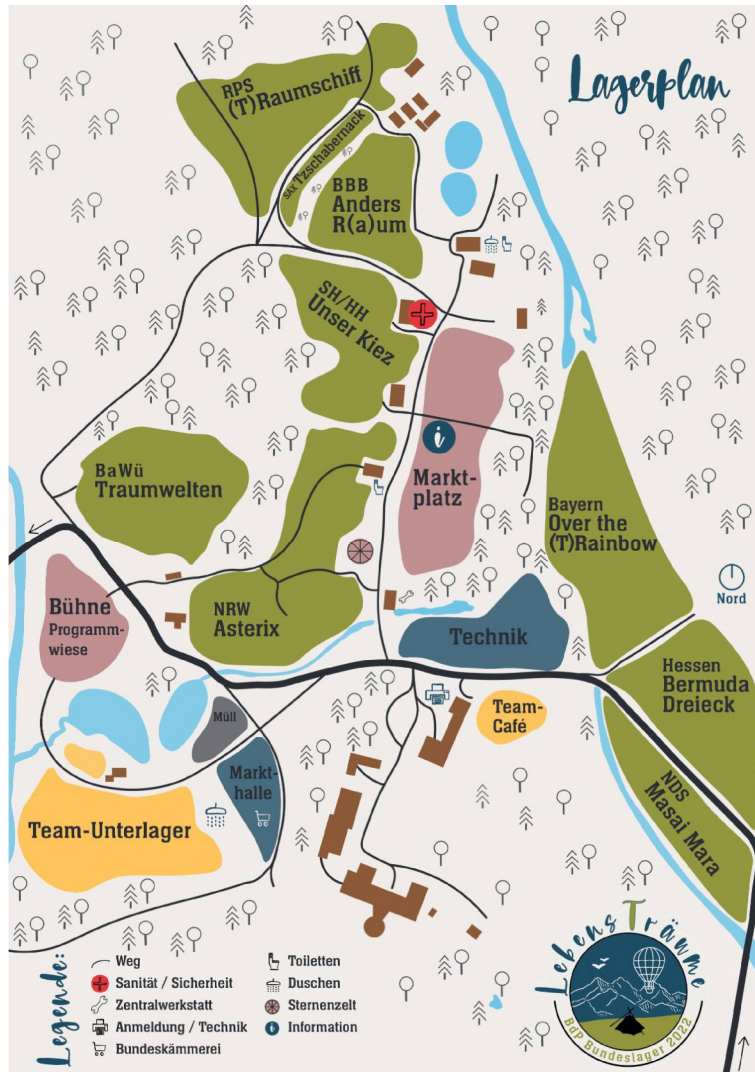 Lagerplan
RPS
(T)Raumschiff
SAX Tzschabernack
BBB
Anders
R(a)um
SH/HH
Unser Kiez
i
Markt-
platz
BaWü
Traumwelten
Bayern
Over the
(T)Rainbow
Nord
Bühne
Programm-
wiese
NRW
Asterix
Technik
Hessen
Bermuda
Dreieck
Müll
Team-
Café
Markt-
halle
NDS
Masai Mara
Team-Unterlager
Legende:
Weg
Sanität / Sicherheit
Zentralwerkstatt
Anmeldung / Technik
Bundeskämmerei
Toiletten
Duschen
Sternenzelt
i Information
LebensTräume
BdP Bundeslager 2022